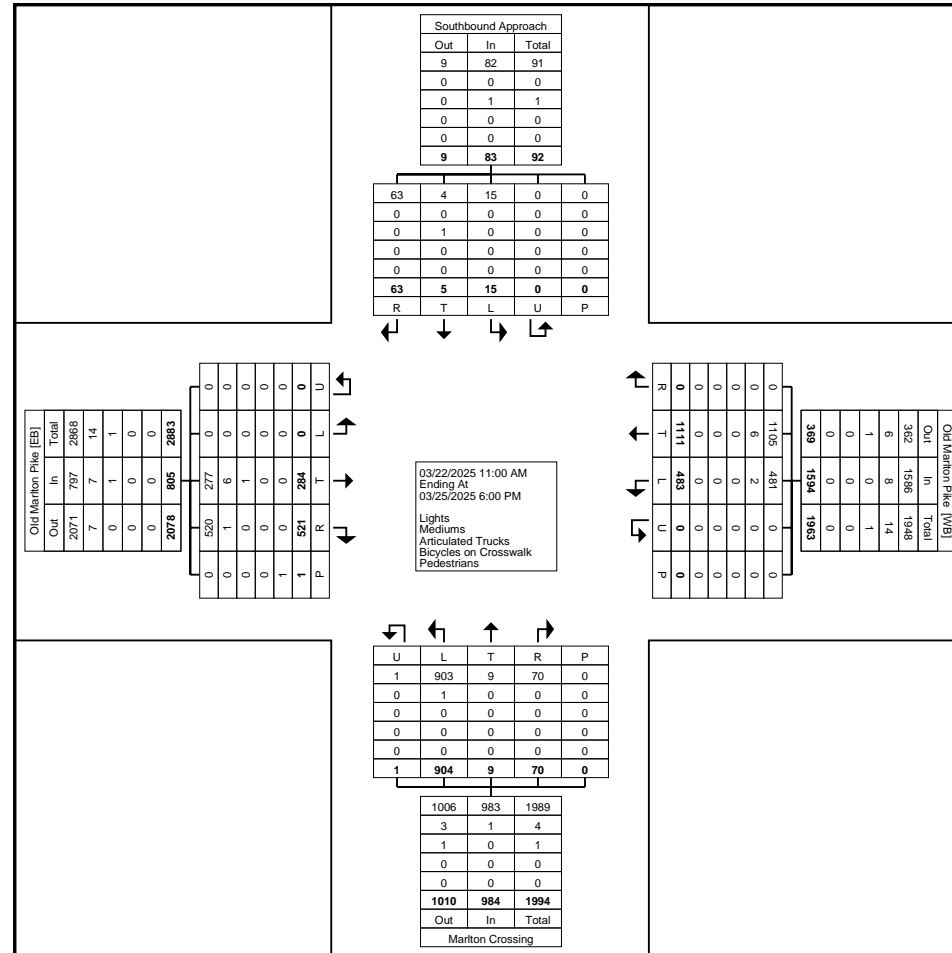 Southbound Approach
Out In Total
9 82 91
0 0 0
0 1 1
0 0 0
0 0 0
9 83 92
63 4 15 0 0
0 0 0 0 0
0 1 0 0 0
0 0 0 0 0
0 0 0 0 0
63 5 15 0 0
R T L U P
Old Marlton Pike [EB]
Total In Out
2868 797 2071
14 7 7
1 1 0
0 0 0
0 0 0
2883 805 2078
0 0 277 520 0
0 0 6 1 0
0 0 1 0 0
0 0 0 0 0
0 0 0 0 1
0 0 284 521 1
U L T R P
03/22/2025 11:00 AM
Ending At
03/25/2025 6:00 PM
Lights
Mediums
Articulated Trucks
Bicycles on Crosswalk
Pedestrians
R T L U P
0 1111 483 0 0
0 0 0 0 0
0 0 0 0 0
0 0 0 0 0
0 6 2 0 0
0 1105 481 0 0
369 1594 1963
0 0 0
0 0 0
1 0 1
6 8 14
362 1586 1948
Out In Total
Old Marlton Pike [WB]
U L T R P
1 903 9 70 0
0 1 0 0 0
0 0 0 0 0
0 0 0 0 0
0 0 0 0 0
1 904 9 70 0
1006 983 1989
3 1 4
1 0 1
0 0 0
0 0 0
1010 984 1994
Out In Total
Marlton Crossing